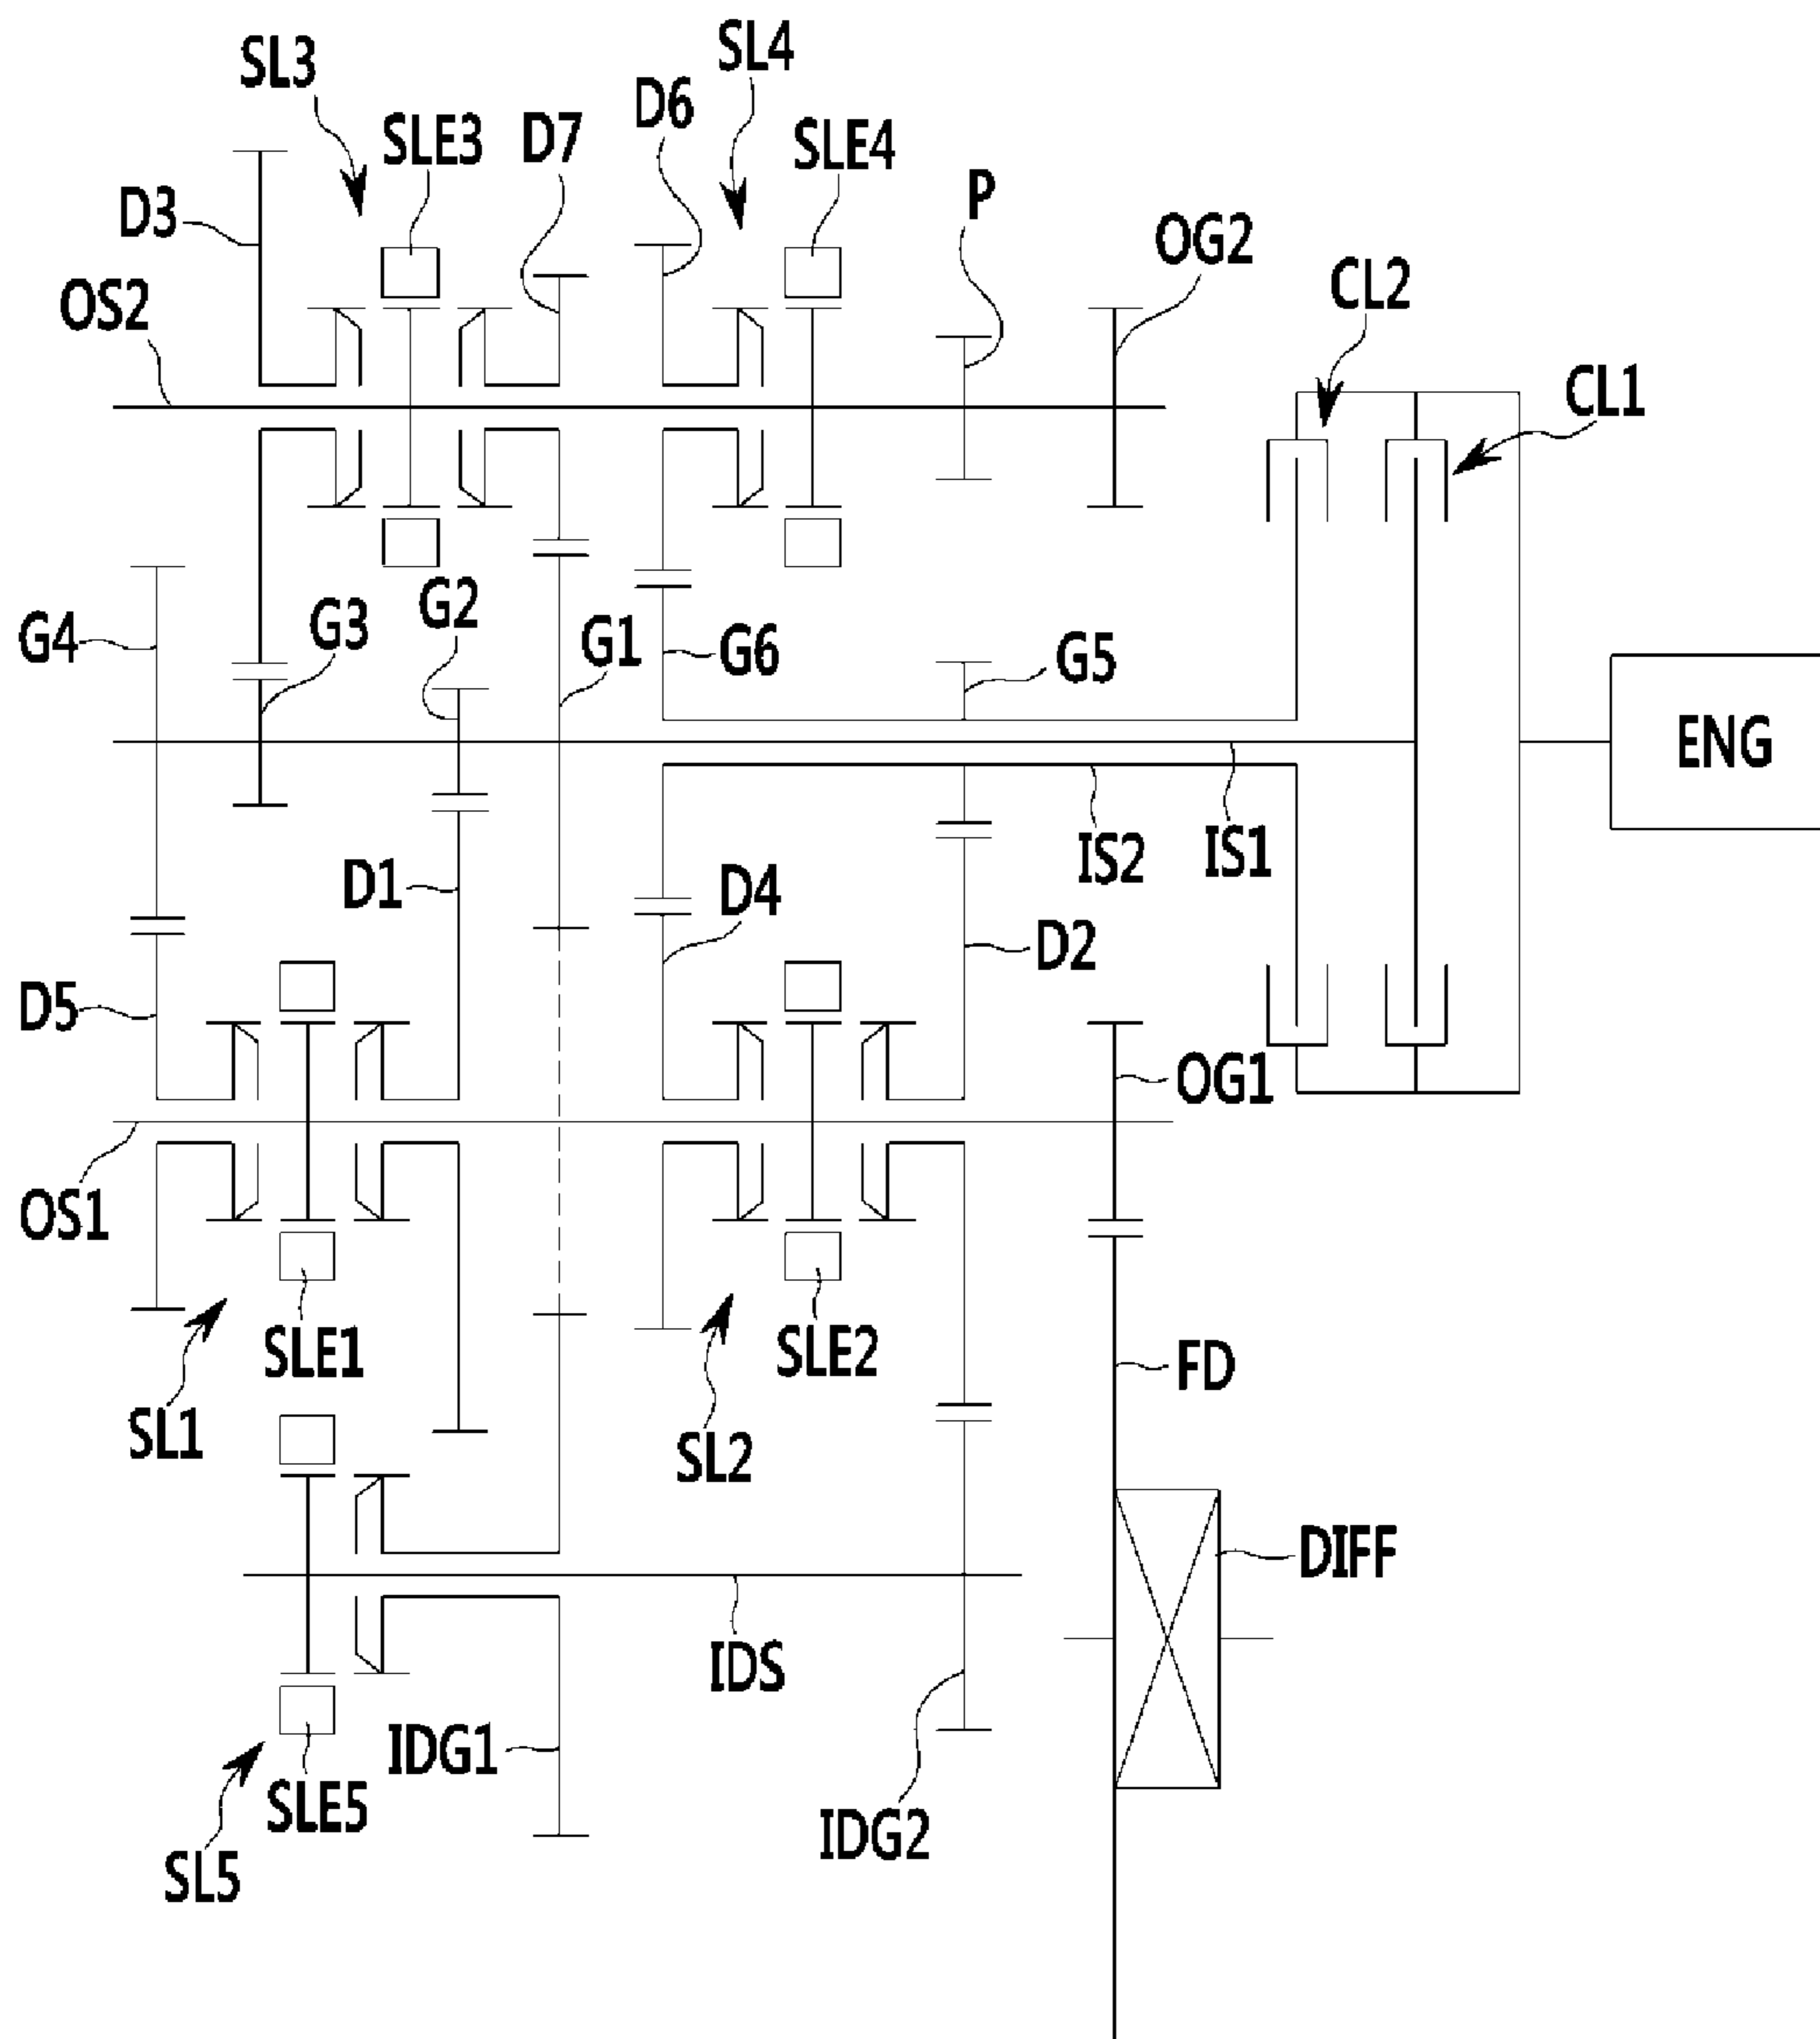 SL4
SL3
D6
SLE3
D7
SLE4
P
D3
OG2
OS2
CL2
CL1
G2
G3
G1
G4
G6
G5
ENG
IS2
IS1
D1
D4
D2
D5
OG1
OS1
SLE1
SLE2
FD
SL1
SL2
DIFF
IDS
IDG1
SLE5
IDG2
SL5